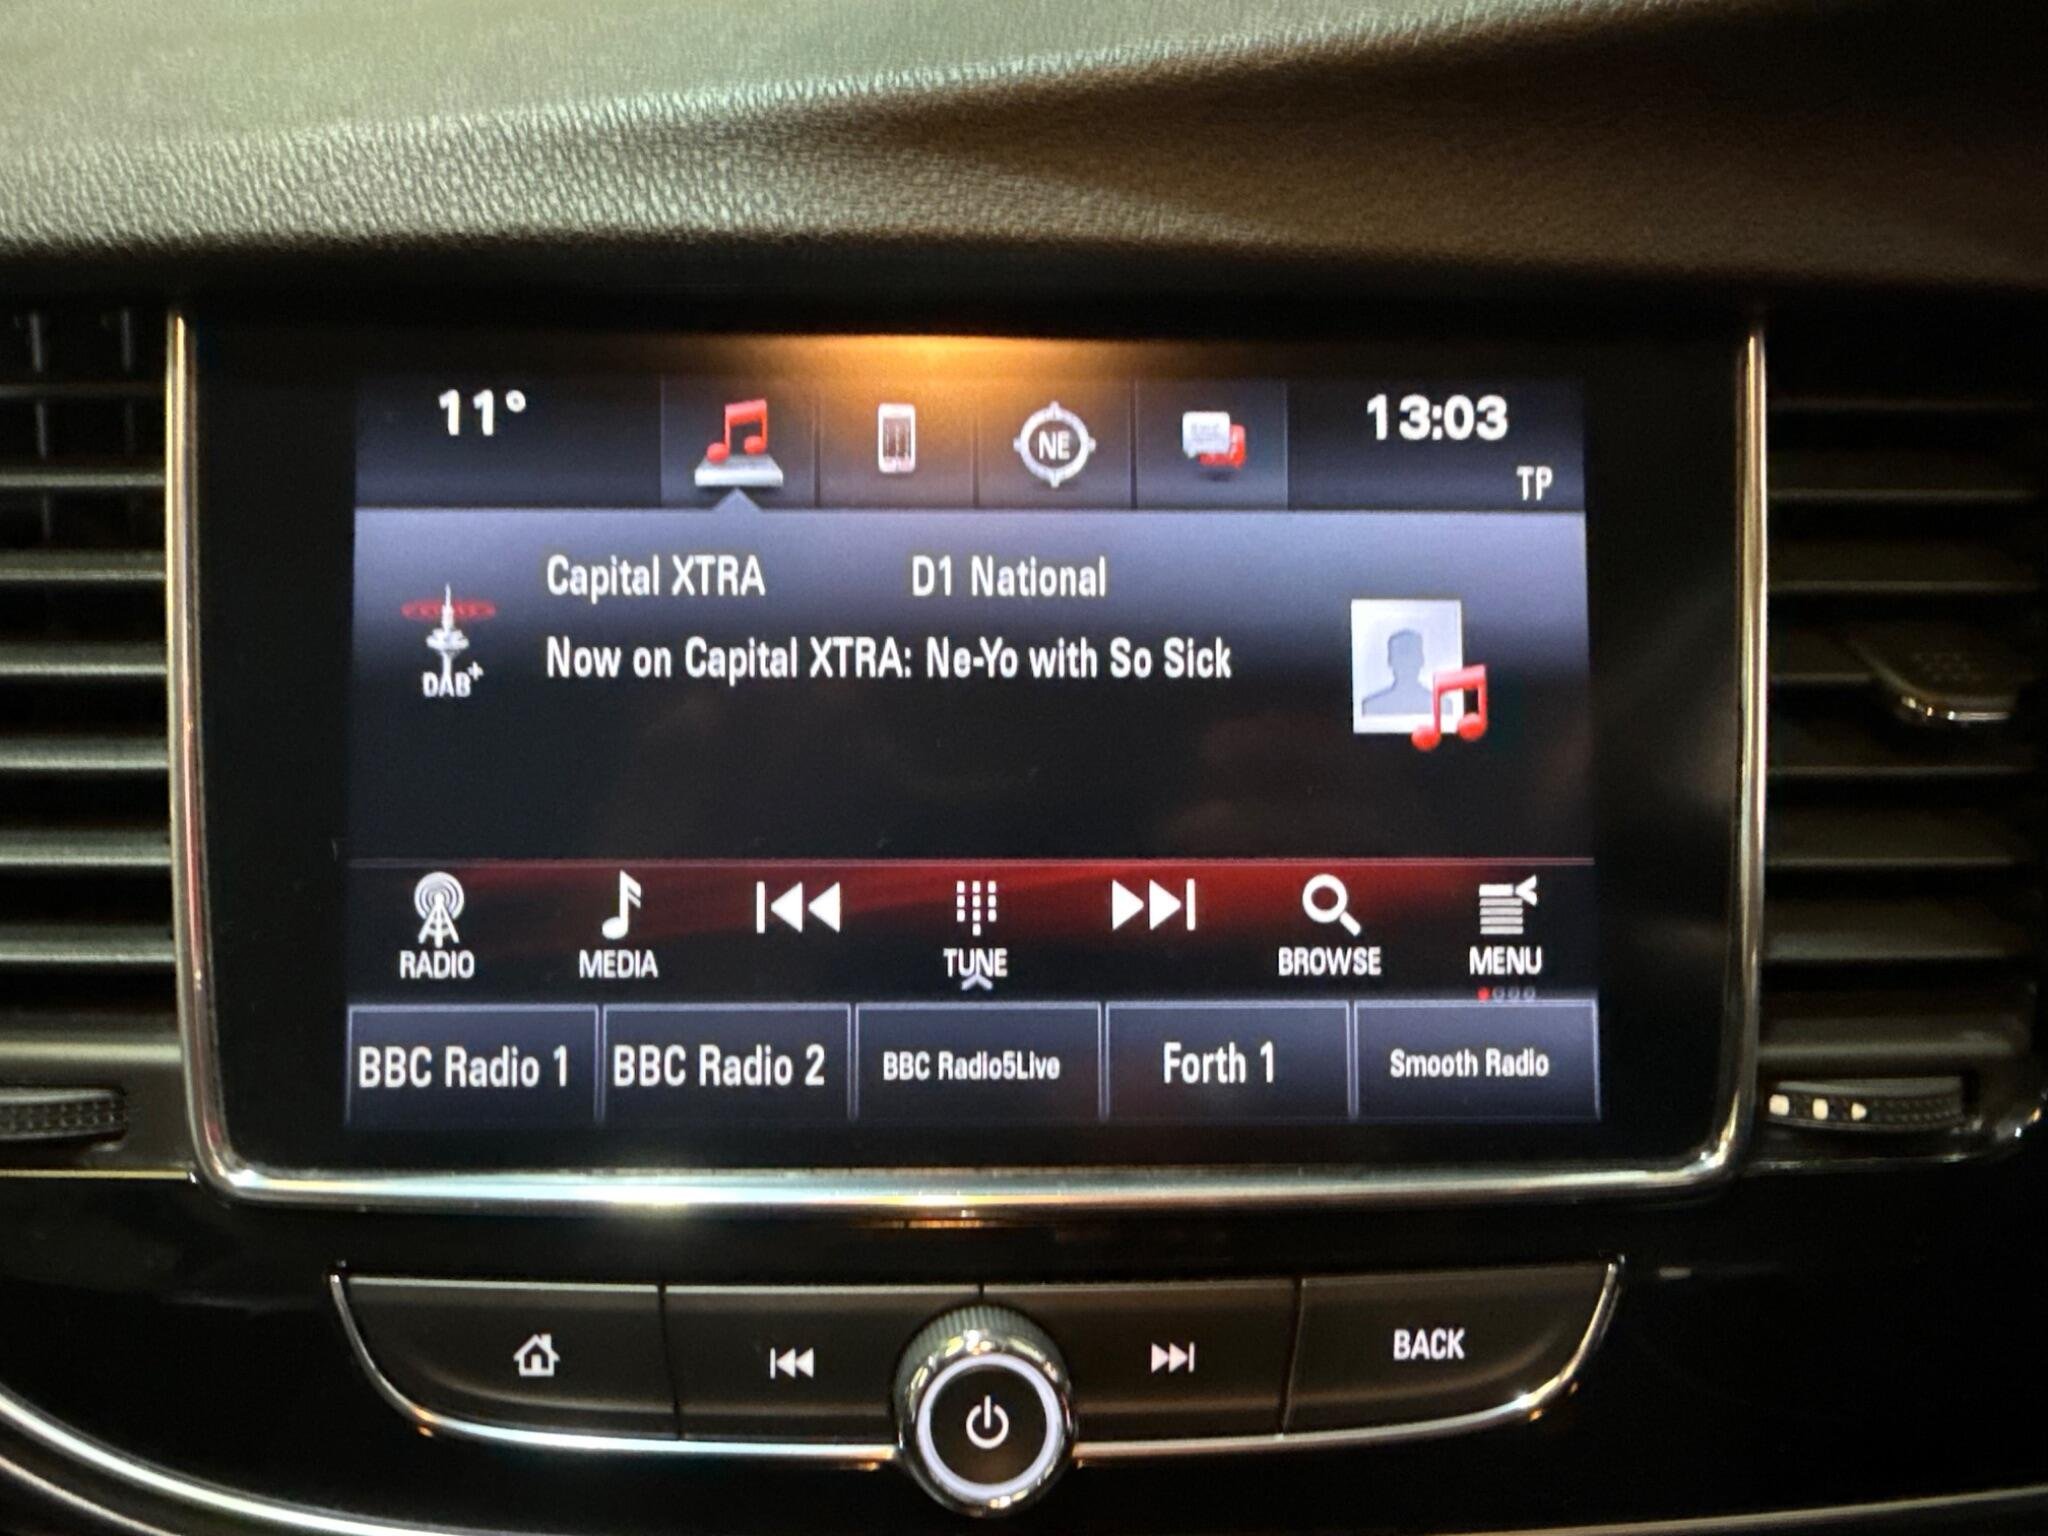 11°
NE
13:03
TP
Capital XTRA D1 National
Now on Capital XTRA: Ne-Yo with So Sick
DAB+
RADIO
MEDIA
TUNE
BROWSE
MENU
BBC Radio 1
BBC Radio 2
BBC Radio5Live
Forth 1
Smooth Radio
BACK